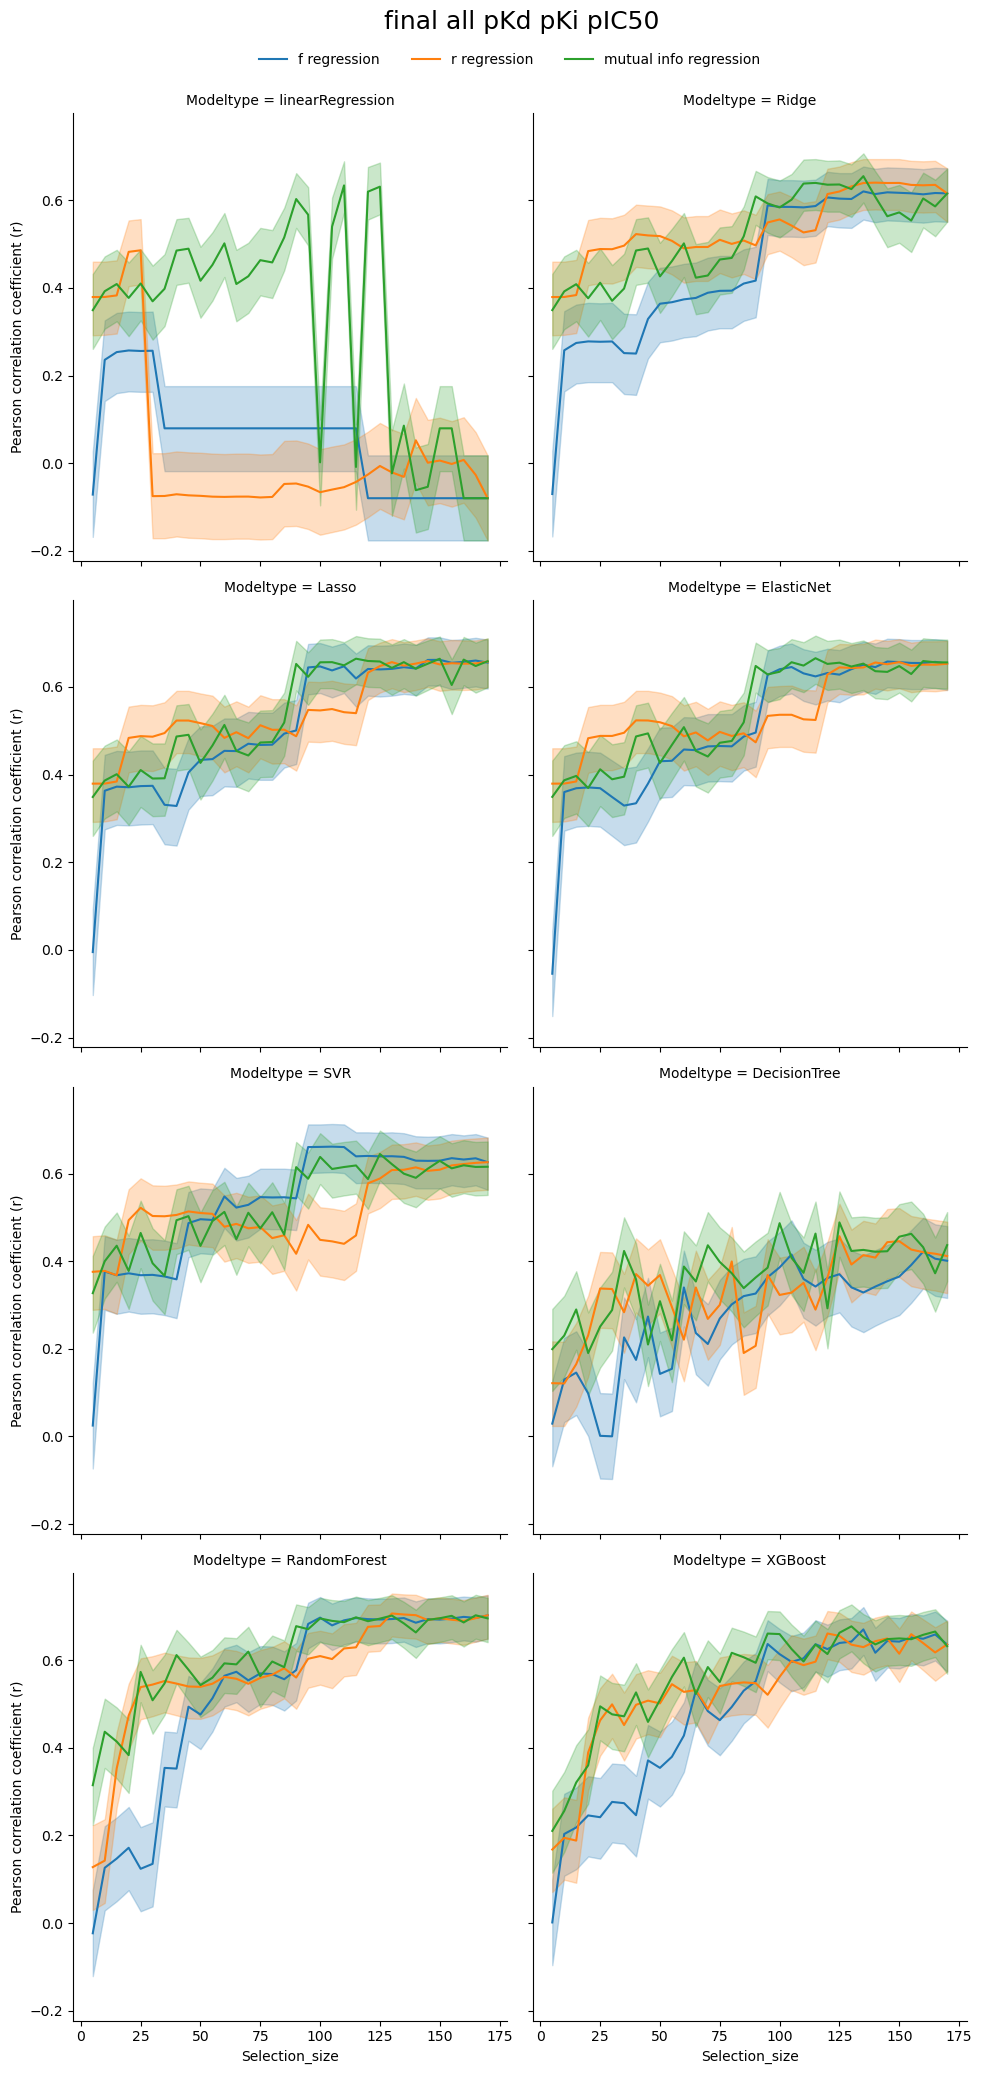 final all pKd pKi pIC50
f regression r regression mutual info regression
Modeltype = linearRegression
Modeltype = Ridge
Pearson correlation coefficient (r)
0.6
0.4
0.2
0.0
−0.2
Modeltype = Lasso
Modeltype = ElasticNet
Pearson correlation coefficient (r)
0.6
0.4
0.2
0.0
−0.2
Modeltype = SVR
Modeltype = DecisionTree
Pearson correlation coefficient (r)
0.6
0.4
0.2
0.0
−0.2
Modeltype = RandomForest
Modeltype = XGBoost
Pearson correlation coefficient (r)
0.6
0.4
0.2
0.0
−0.2
0 25 50 75 100 125 150 175
0 25 50 75 100 125 150 175
Selection_size
Selection_size